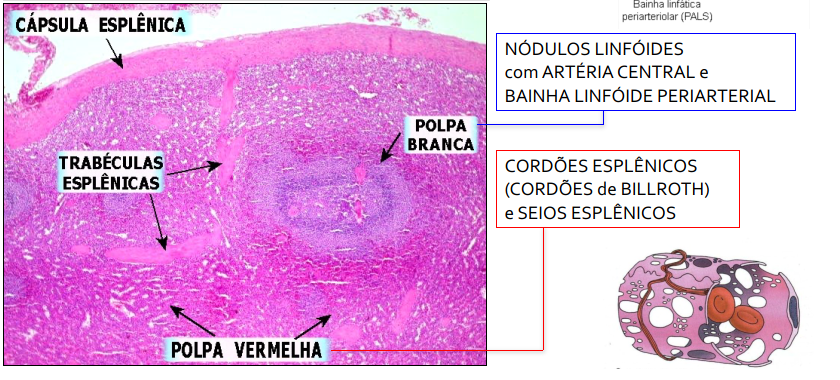 Bainha linfática
periarteriolar (PALS)
CÁPSULA ESPLÊNICA
NÓDULOS LINFÓIDES
com ARTÉRIA CENTRAL e
BAINHA LINFÓIDE PERIARTERIAL
POLPA
BRANCA
TRABÉCULAS
ESPLÊNICAS
CORDÕES ESPLÊNICOS
(CORDÕES de BILLROTH)
e SEIOS ESPLÊNICOS
POLPA VERMELHA